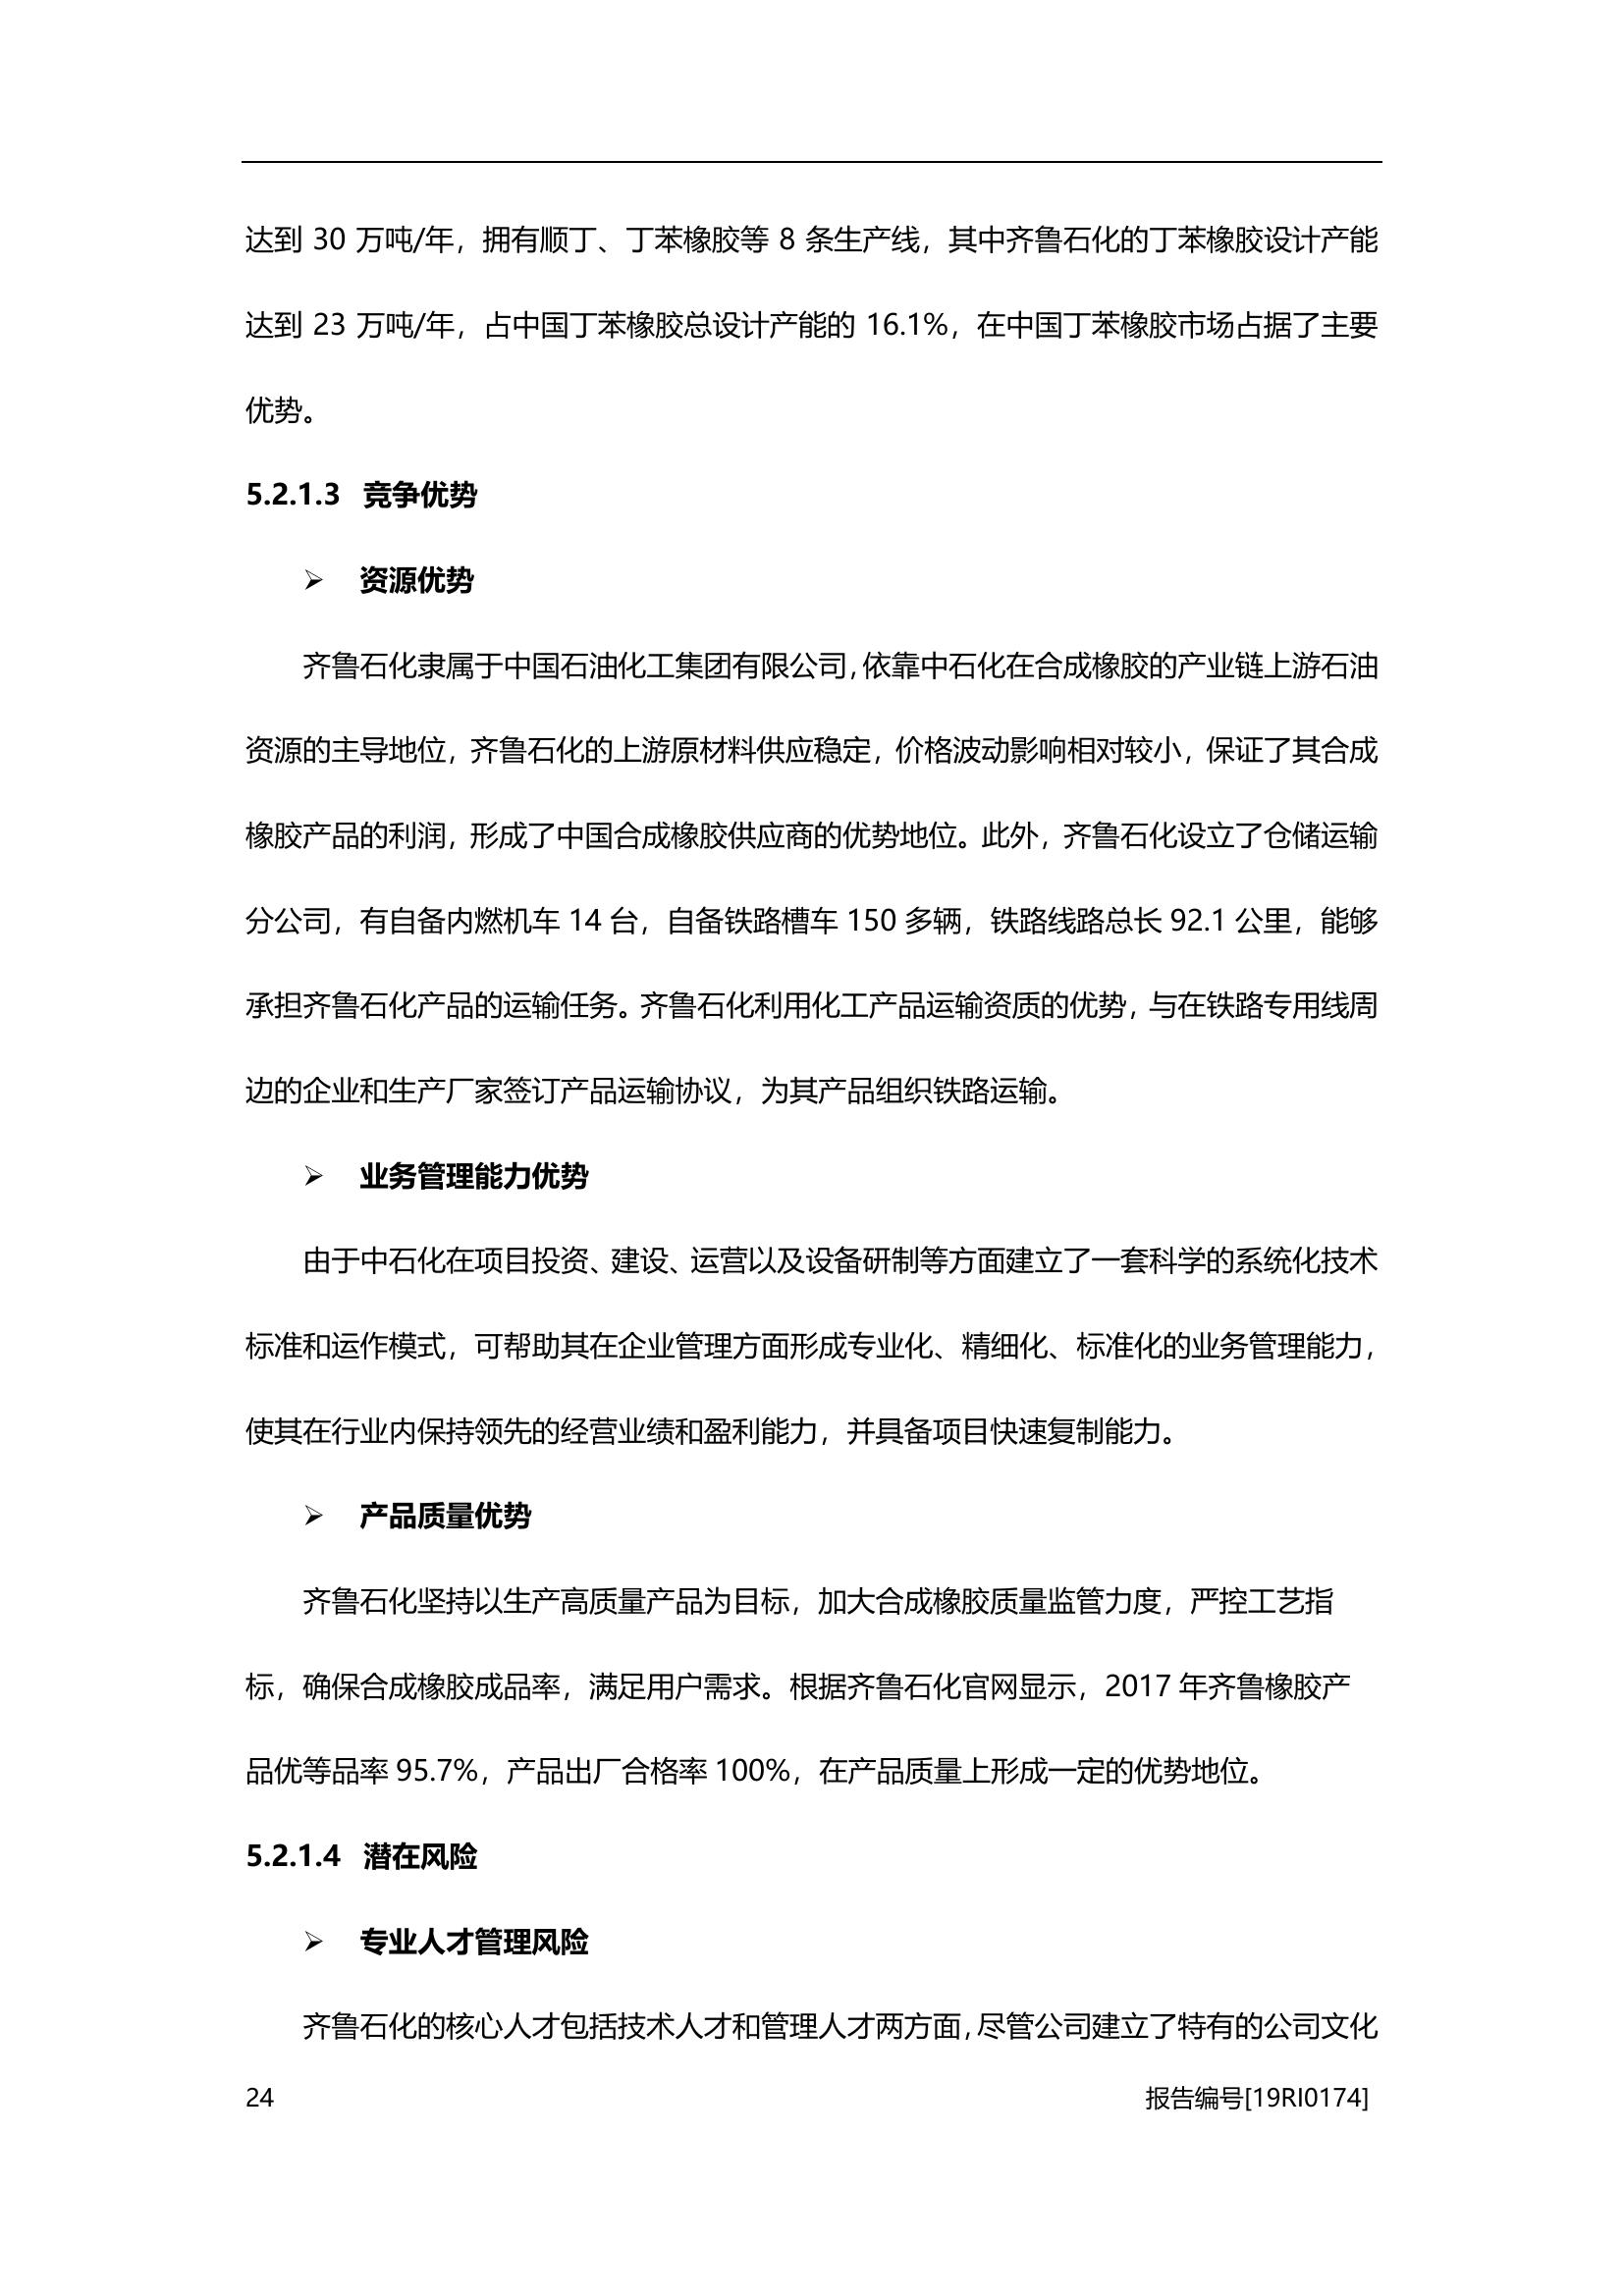 达到 30 万吨/年，拥有顺丁、丁苯橡胶等 8 条生产线，其中齐鲁石化的丁苯橡胶设计产能
达到 23 万吨/年，占中国丁苯橡胶总设计产能的 16.1%，在中国丁苯橡胶市场占据了主要
优势。
5.2.1.3 竞争优势
➢ 资源优势
齐鲁石化隶属于中国石油化工集团有限公司，依靠中石化在合成橡胶的产业链上游石油
资源的主导地位，齐鲁石化的上游原材料供应稳定，价格波动影响相对较小，保证了其合成
橡胶产品的利润，形成了中国合成橡胶供应商的优势地位。此外，齐鲁石化设立了仓储运输
分公司，有自备内燃机车 14 台，自备铁路槽车 150 多辆，铁路线路总长 92.1 公里，能够
承担齐鲁石化产品的运输任务。齐鲁石化利用化工产品运输资质的优势，与在铁路专用线周
边的企业和生产厂家签订产品运输协议，为其产品组织铁路运输。
➢ 业务管理能力优势
由于中石化在项目投资、建设、运营以及设备研制等方面建立了一套科学的系统化技术
标准和运作模式，可帮助其在企业管理方面形成专业化、精细化、标准化的业务管理能力，
使其在行业内保持领先的经营业绩和盈利能力，并具备项目快速复制能力。
➢ 产品质量优势
齐鲁石化坚持以生产高质量产品为目标，加大合成橡胶质量监管力度，严控工艺指
标，确保合成橡胶成品率，满足用户需求。根据齐鲁石化官网显示，2017 年齐鲁橡胶产
品优等品率 95.7%，产品出厂合格率 100%，在产品质量上形成一定的优势地位。
5.2.1.4 潜在风险
➢ 专业人才管理风险
齐鲁石化的核心人才包括技术人才和管理人才两方面，尽管公司建立了特有的公司文化
24 报告编号[19RI0174]